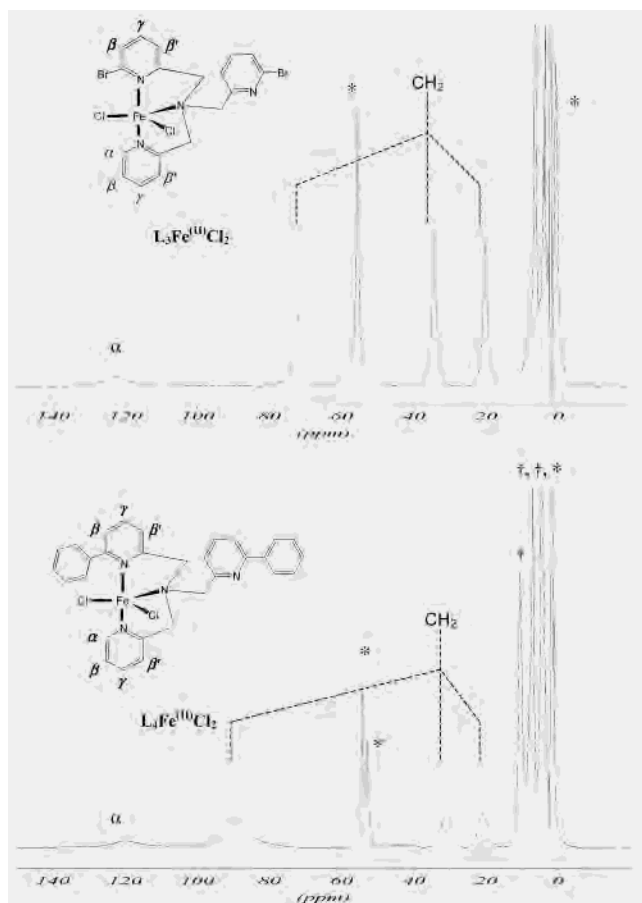 γ
β β'
Br
N
Br
N
N
Cl Fe
Cl
N
α
β β'
γ
L₃Fe⁽ᴵᴵ⁾Cl₂
*
CH₂
*
α
140 120 100 80 60 40 20 0
(ppm)
†, †, *
γ
β β'
N
N
N
Cl Fe
Cl
N
α
β β'
γ
L₄Fe⁽ᴵᴵ⁾Cl₂
*
CH₂
*
α
140 120 100 80 60 40 20 0
(ppm)